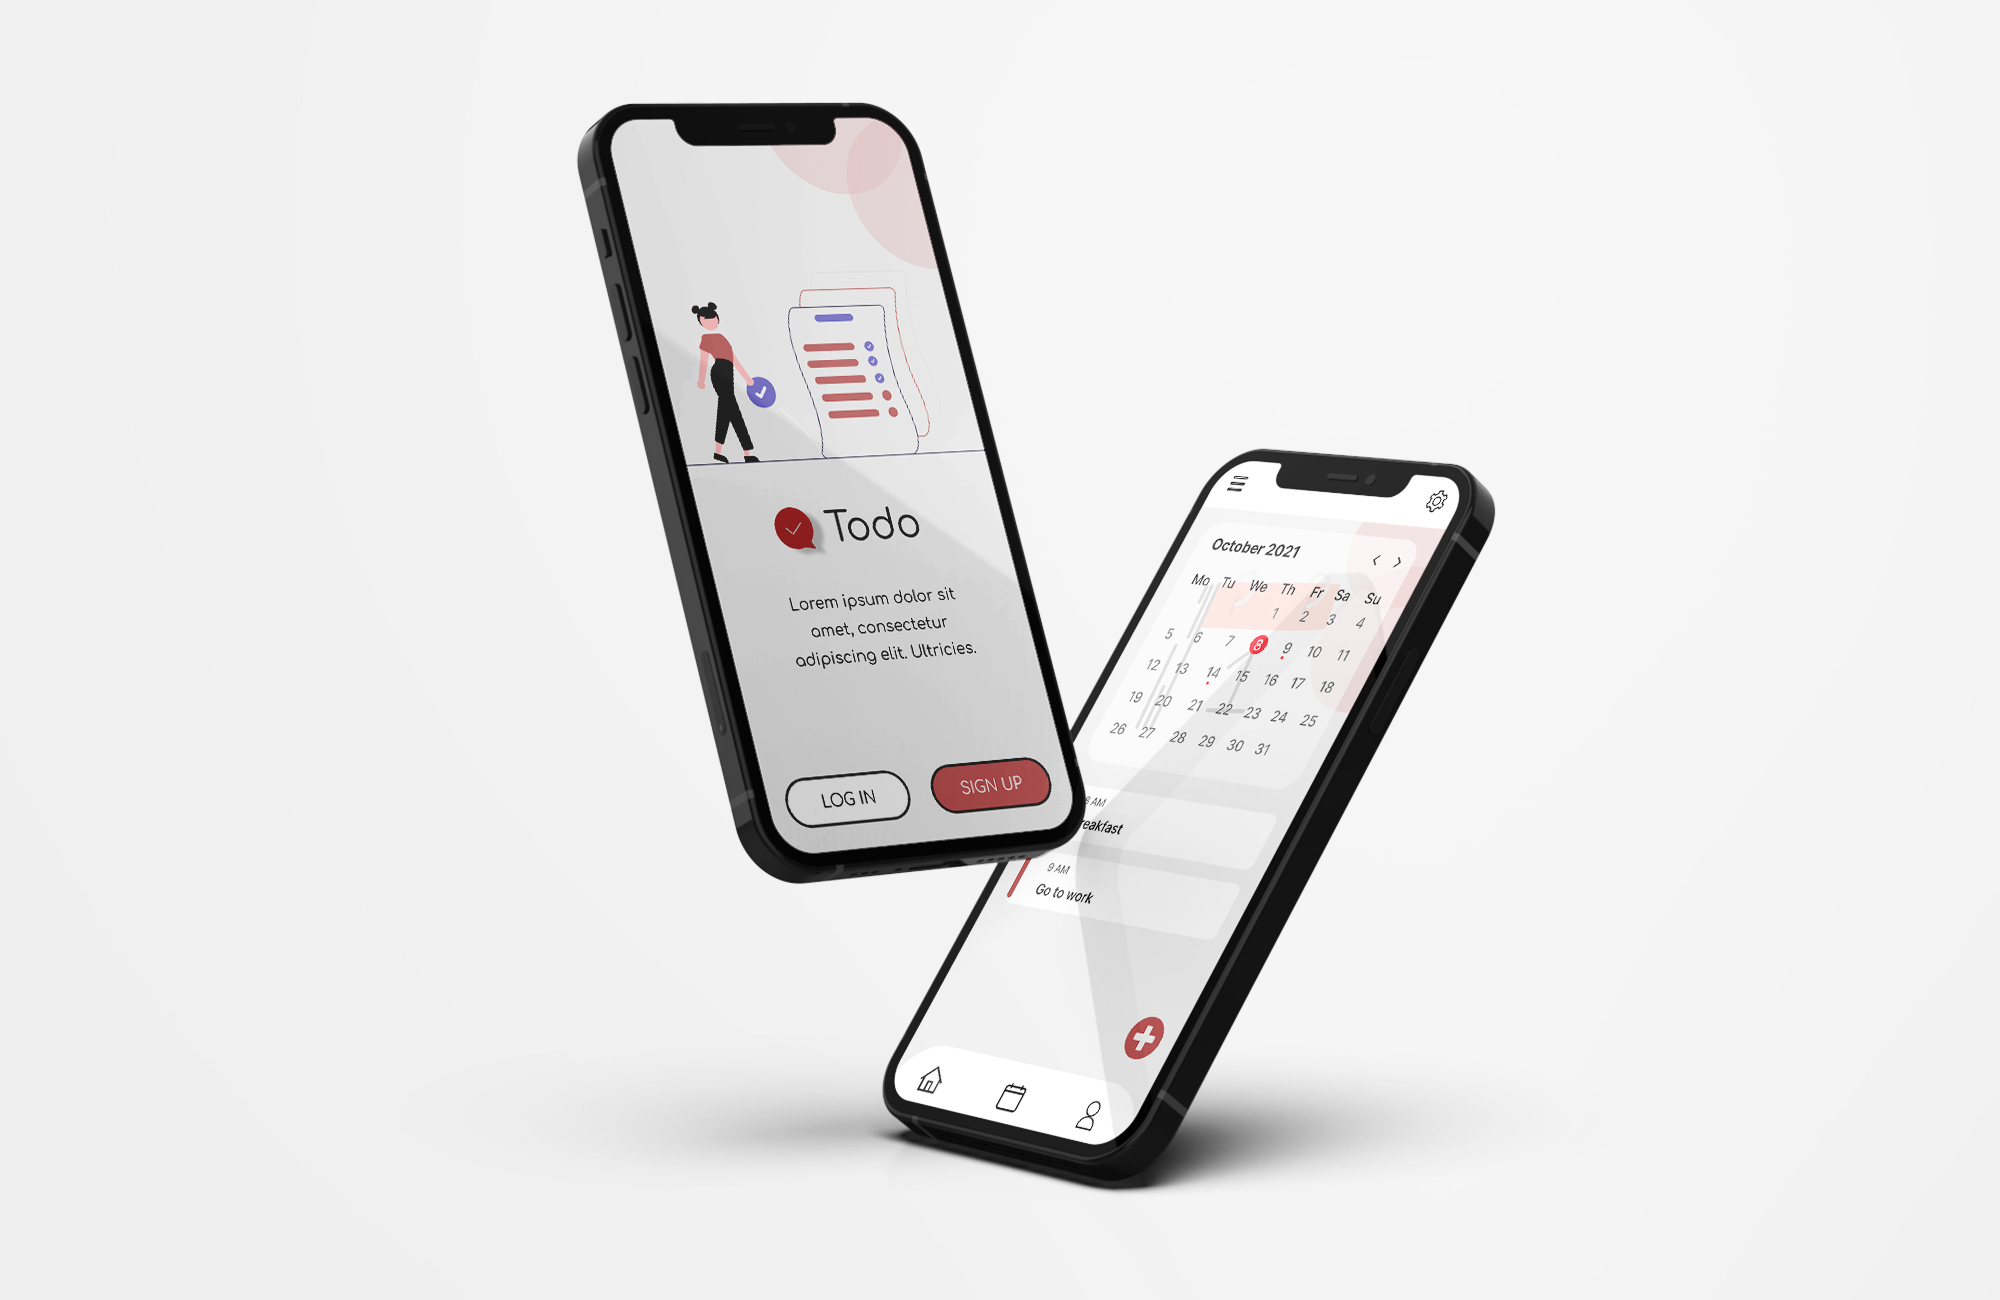 Todo
Lorem ipsum dolor sit
amet, consectetur
adipiscing elit. Ultricies.
LOG IN
SIGN UP
October 2021
Mo Tu We Th Fr Sa Su
1 2 3 4
5 6 7 8 9 10 11
12 13 14 15 16 17 18
19 20 21 22 23 24 25
26 27 28 29 30 31
8 AM
reakfast
9 AM
Go to work